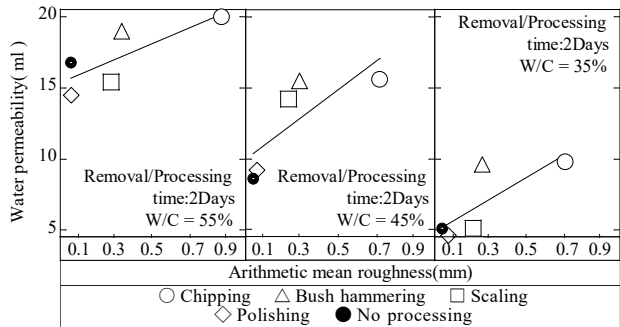 Water permeability( ml )
20
15
10
5
Removal/Processing
time:2Days
W/C = 55%
Removal/Processing
time:2Days
W/C = 45%
Removal/Processing
time:2Days
W/C = 35%
0.1 0.3 0.7 0.9
0.1 0.3 0.5 0.7 0.9
0.1 0.3 0.5 0.7 0.9
Arithmetic mean roughness(mm)
Chipping Bush hammering Scaling
Polishing No processing